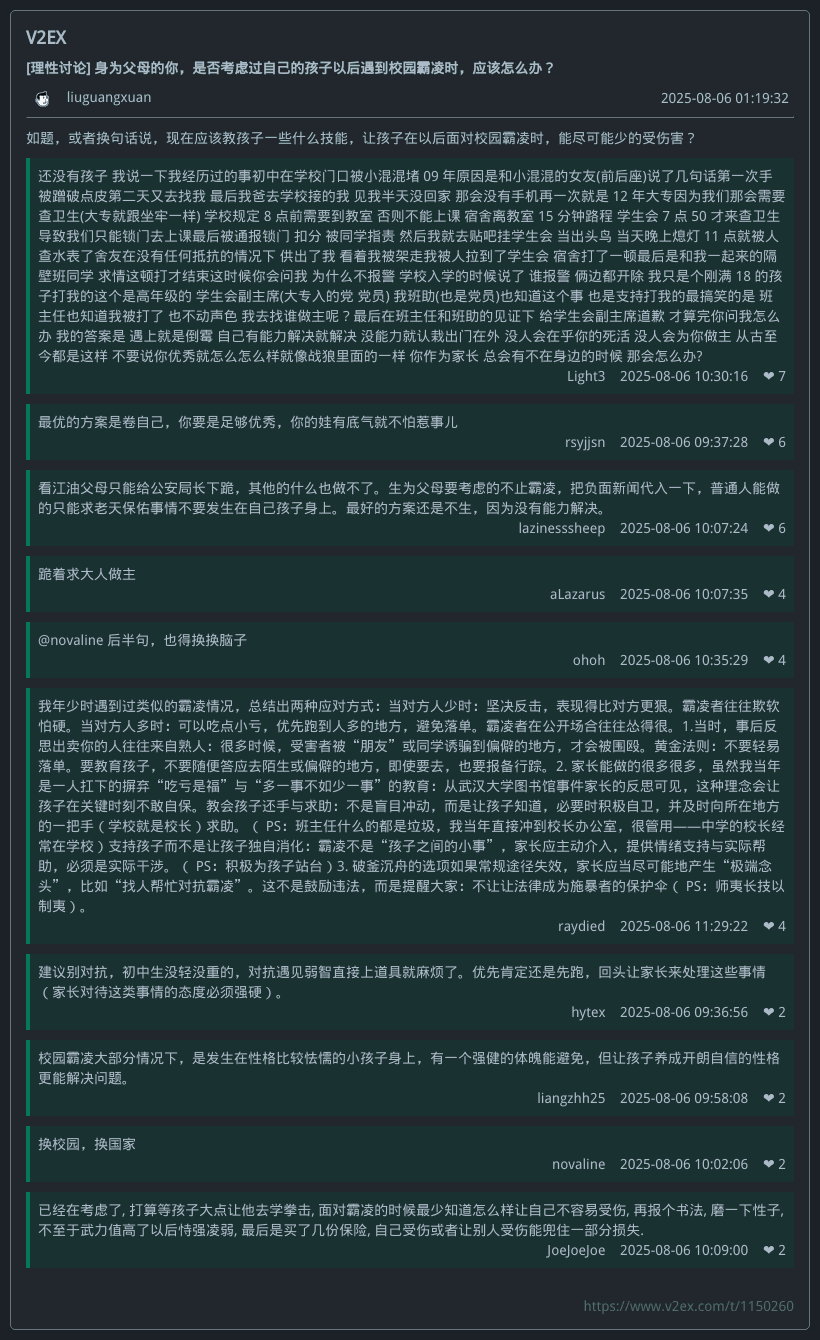 V2EX
[理性讨论] 身为父母的你，是否考虑过自己的孩子以后遇到校园霸凌时，应该怎么办？
liuguangxuan 2025-08-06 01:19:32
如题，或者换句话说，现在应该教孩子一些什么技能，让孩子在以后面对校园霸凌时，能尽可能少的受伤害？
还没有孩子 我说一下我经历过的事初中在学校门口被小混混堵 09 年原因是和小混混的女友(前后座)说了几句话第一次手
被蹭破点皮第二天又去找我 最后我爸去学校接的我 见我半天没回家 那会没有手机再一次就是 12 年大专因为我们那会需要
查卫生(大专就跟坐牢一样) 学校规定 8 点前需要到教室 否则不能上课 宿舍离教室 15 分钟路程 学生会 7 点 50 才来查卫生
导致我们只能锁门去上课最后被通报锁门 扣分 被同学指责 然后我就去贴吧挂学生会 当出头鸟 当天晚上熄灯 11 点就被人
查水表了舍友在没有任何抵抗的情况下 供出了我 看着我被架走我被人拉到了学生会 宿舍打了一顿最后是和我一起来的隔
壁班同学 求情这顿打才结束这时候你会问我 为什么不报警 学校入学的时候说了 谁报警 俩边都开除 我只是个刚满 18 的孩
子打我的这个是高年级的 学生会副主席(大专入的党 党员) 我班助(也是党员)也知道这个事 也是支持打我的最搞笑的是 班
主任也知道我被打了 也不动声色 我去找谁做主呢？最后在班主任和班助的见证下 给学生会副主席道歉 才算完你问我怎么
办 我的答案是 遇上就是倒霉 自己有能力解决就解决 没能力就认栽出门在外 没人会在乎你的死活 没人会为你做主 从古至
今都是这样 不要说你优秀就怎么怎么样就像战狼里面的一样 你作为家长 总会有不在身边的时候 那会怎么办?
Light3 2025-08-06 10:30:16 ❤ 7
最优的方案是卷自己，你要是足够优秀，你的娃有底气就不怕惹事儿
rsyjjsn 2025-08-06 09:37:28 ❤ 6
看江油父母只能给公安局长下跪，其他的什么也做不了。生为父母要考虑的不止霸凌，把负面新闻代入一下，普通人能做
的只能求老天保佑事情不要发生在自己孩子身上。最好的方案还是不生，因为没有能力解决。
lazinesssheep 2025-08-06 10:07:24 ❤ 6
跪着求大人做主
aLazarus 2025-08-06 10:07:35 ❤ 4
@novaline 后半句，也得换换脑子
ohoh 2025-08-06 10:35:29 ❤ 4
我年少时遇到过类似的霸凌情况，总结出两种应对方式：当对方人少时：坚决反击，表现得比对方更狠。霸凌者往往欺软
怕硬。当对方人多时：可以吃点小亏，优先跑到人多的地方，避免落单。霸凌者在公开场合往往怂得很。1.当时，事后反
思出卖你的人往往来自熟人：很多时候，受害者被“朋友”或同学诱骗到偏僻的地方，才会被围殴。黄金法则：不要轻易
落单。要教育孩子，不要随便答应去陌生或偏僻的地方，即使要去，也要报备行踪。2. 家长能做的很多很多，虽然我当年
是一人扛下的摒弃“吃亏是福”与“多一事不如少一事”的教育：从武汉大学图书馆事件家长的反思可见，这种理念会让
孩子在关键时刻不敢自保。教会孩子还手与求助：不是盲目冲动，而是让孩子知道，必要时积极自卫，并及时向所在地方
的一把手（学校就是校长）求助。（ PS：班主任什么的都是垃圾，我当年直接冲到校长办公室，很管用——中学的校长经
常在学校）支持孩子而不是让孩子独自消化：霸凌不是“孩子之间的小事”，家长应主动介入，提供情绪支持与实际帮
助，必须是实际干涉。（ PS：积极为孩子站台）3. 破釜沉舟的选项如果常规途径失效，家长应当尽可能地产生“极端念
头”，比如“找人帮忙对抗霸凌”。这不是鼓励违法，而是提醒大家：不让让法律成为施暴者的保护伞（ PS：师夷长技以
制夷）。
raydied 2025-08-06 11:29:22 ❤ 4
建议别对抗，初中生没轻没重的，对抗遇见弱智直接上道具就麻烦了。优先肯定还是先跑，回头让家长来处理这些事情
（家长对待这类事情的态度必须强硬）。
hytex 2025-08-06 09:36:56 ❤ 2
校园霸凌大部分情况下，是发生在性格比较怯懦的小孩子身上，有一个强健的体魄能避免，但让孩子养成开朗自信的性格
更能解决问题。
liangzhh25 2025-08-06 09:58:08 ❤ 2
换校园，换国家
novaline 2025-08-06 10:02:06 ❤ 2
已经在考虑了, 打算等孩子大点让他去学拳击, 面对霸凌的时候最少知道怎么样让自己不容易受伤, 再报个书法, 磨一下性子,
不至于武力值高了以后恃强凌弱, 最后是买了几份保险, 自己受伤或者让别人受伤能兜住一部分损失.
JoeJoeJoe 2025-08-06 10:09:00 ❤ 2
https://www.v2ex.com/t/1150260